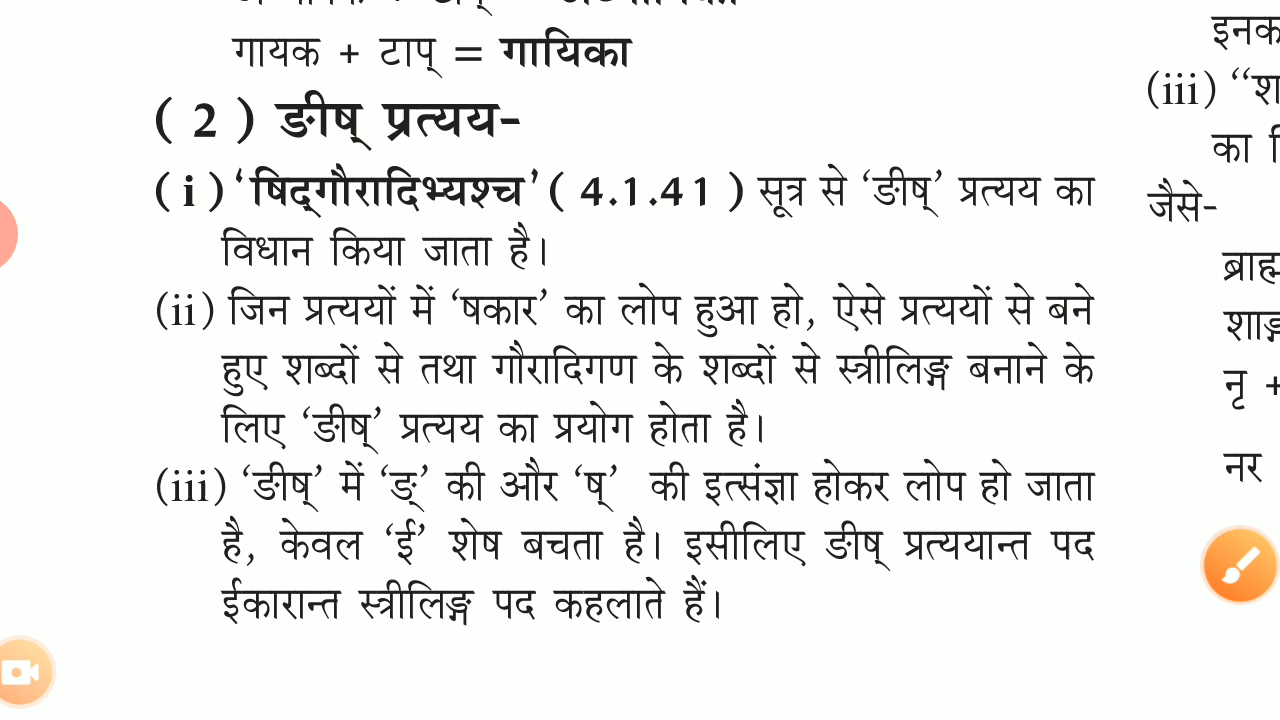 गायक + टाप् = गायिका
( 2 ) ङीष् प्रत्यय-
( i ) 'षिद्गौरादिभ्यश्च' ( 4.1.41 ) सूत्र से 'ङीष्' प्रत्यय का
विधान किया जाता है।
(ii) जिन प्रत्ययों में 'षकार' का लोप हुआ हो, ऐसे प्रत्ययों से बने
हुए शब्दों से तथा गौरादिगण के शब्दों से स्त्रीलिङ्ग बनाने के
लिए 'ङीष्' प्रत्यय का प्रयोग होता है।
(iii) 'ङीष्' में 'ङ्' की और 'ष्' की इत्संज्ञा होकर लोप हो जाता
है, केवल 'ई' शेष बचता है। इसीलिए ङीष् प्रत्ययान्त पद
ईकारान्त स्त्रीलिङ्ग पद कहलाते हैं।
(iii)
का
जैसे-
नृ +
नर